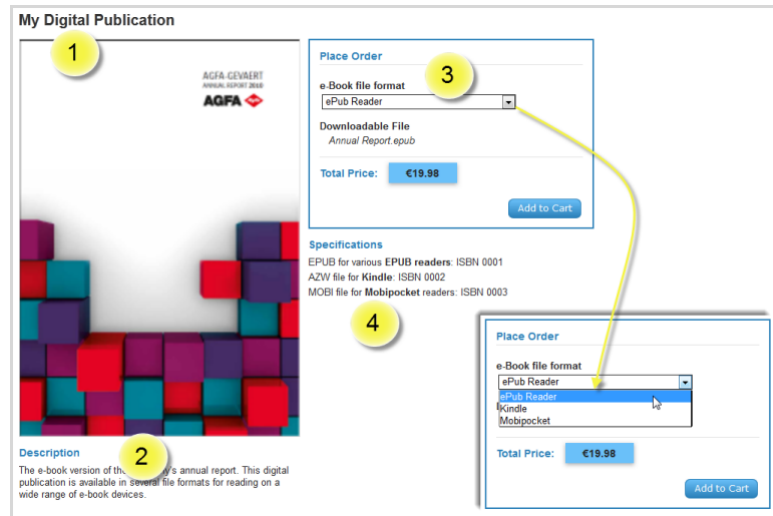 My Digital Publication
1
AGFA-GEVAERT
ANNUAL REPORT 2010
AGFA
Place Order
3
e-Book file format
ePub Reader
Downloadable File
Annual Report.epub
Total Price: €19.98
Add to Cart
Specifications
EPUB for various EPUB readers: ISBN 0001
AZW file for Kindle: ISBN 0002
MOBI file for Mobipocket readers: ISBN 0003
4
Place Order
e-Book file format
ePub Reader
ePub Reader
Kindle
Mobipocket
Total Price: €19.98
Add to Cart
Description
2
The e-book version of the y's annual report. This digital
publication is available in several file formats for reading on a
wide range of e-book devices.